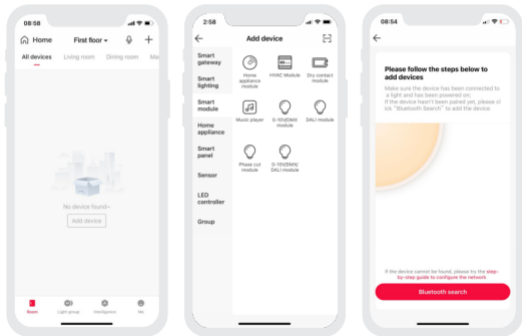 08:58
Home
First floor
All devices Living room Dining room Ma
No device found~
Add device
Room Light group Intelligence Me
2:58
Add device
Smart
gateway
Smart
lighting
Smart
module
Home
appliance
Smart
panel
Sensor
LED
controller
Group
Home
appliance
module
HVAC Module
Dry contact
module
Music player
0-10V/DMX
module
DALI module
Phase cut
module
0-10V/DMX/
DALI module
08:54
Please follow the steps below to
add devices
Make sure the device has been connected to
a light and has been powered on;
If the device hasn't been paired yet, please cl
ick "Bluetooth Search" to add the device.
If the device cannot be found, please try the step-
by-step guide to configure the network
Bluetooth search